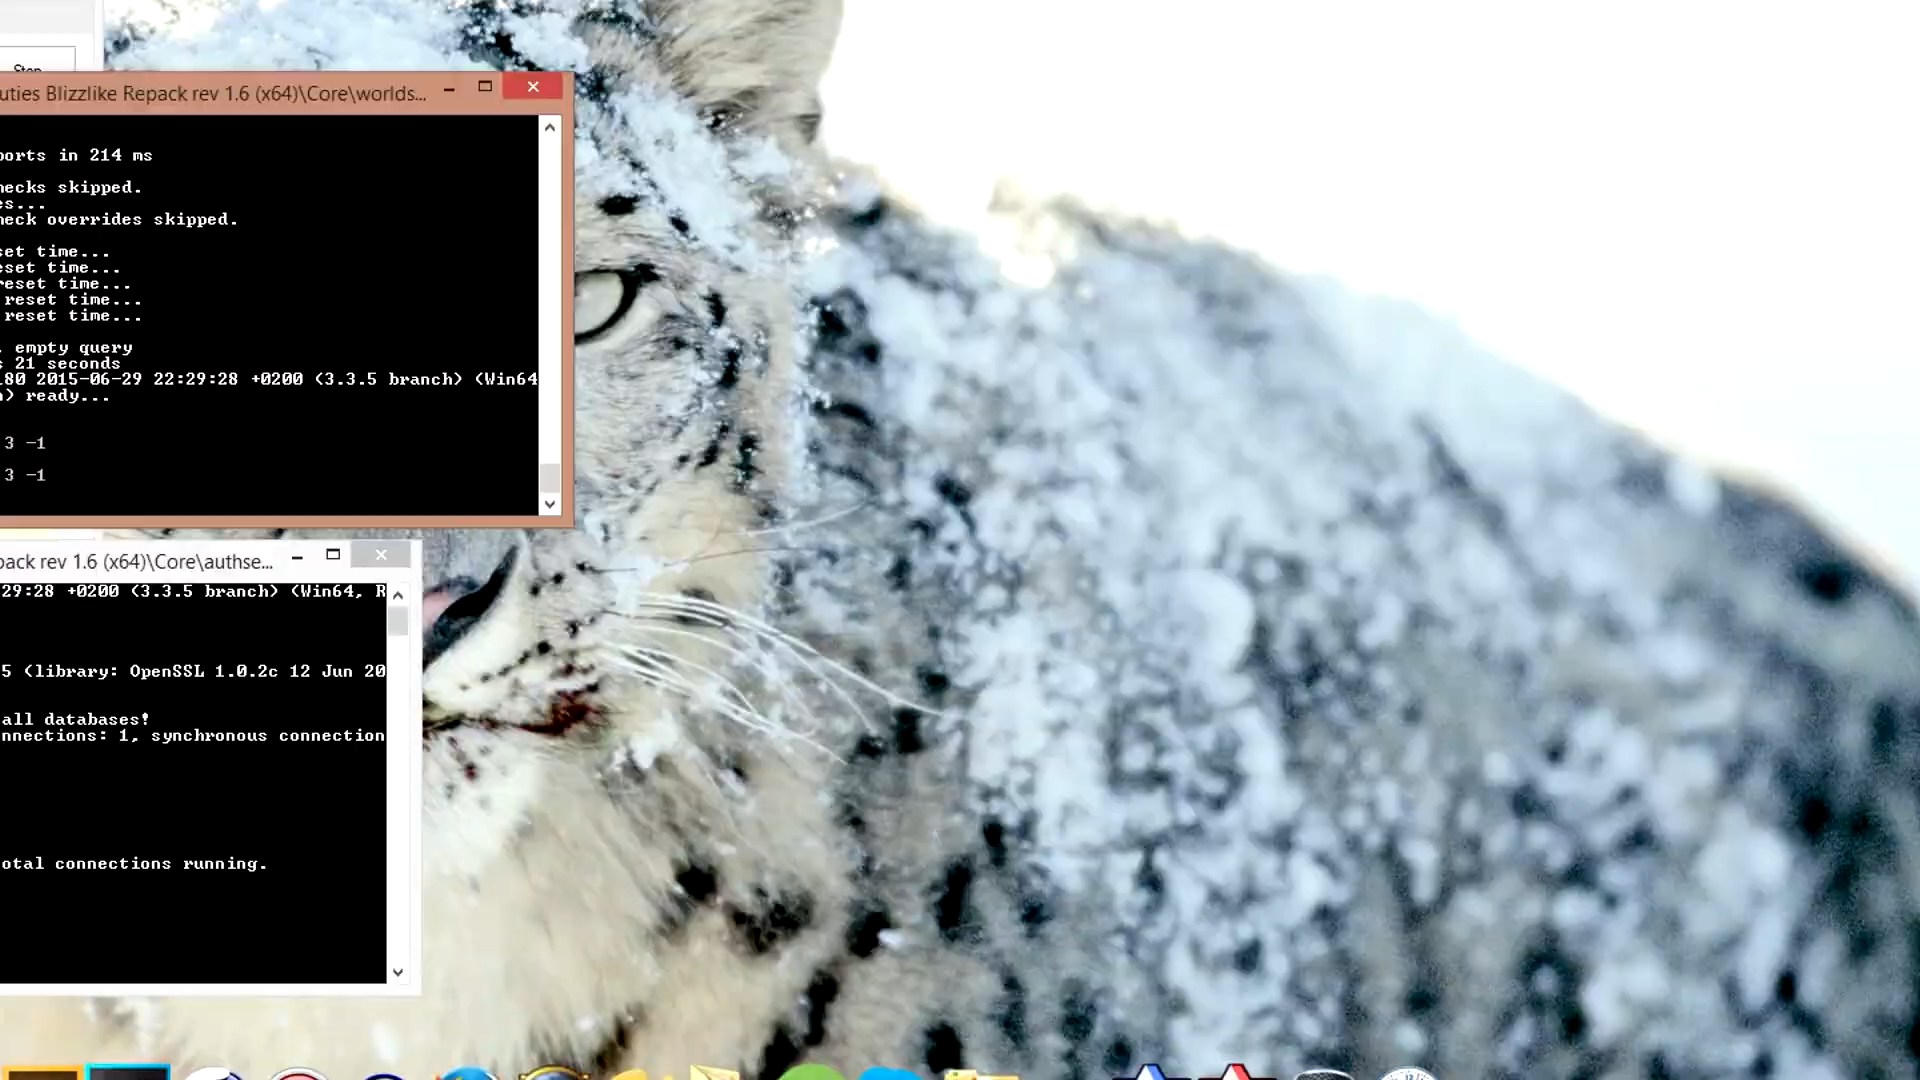 Stop
uties Blizzlike Repack rev 1.6 (x64)\Core\worlds...
ports in 214 ms
hecks skipped.
es...
heck overrides skipped.
set time...
eset time...
reset time...
reset time...
reset time...
. empty query
s 21 seconds
180 2015-06-29 22:29:28 +0200 (3.3.5 branch) (Win64
) ready...
3 -1
3 -1
pack rev 1.6 (x64)\Core\authse...
29:28 +0200 (3.3.5 branch) (Win64, R
5 (library: OpenSSL 1.0.2c 12 Jun 20
all databases!
nnections: 1, synchronous connection
otal connections running.